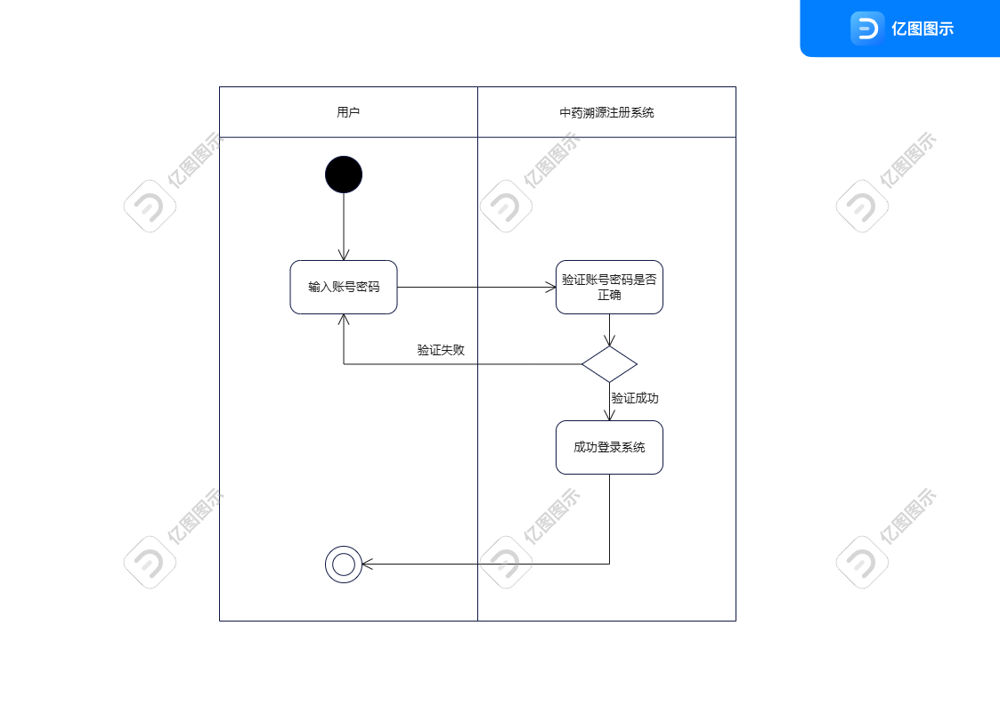 亿图图示
用户
中药溯源注册系统
亿图图示
亿图图示
亿图图示
输入账号密码
验证账号密码是否
正确
验证失败
验证成功
成功登录系统
亿图图示
亿图图示
亿图图示